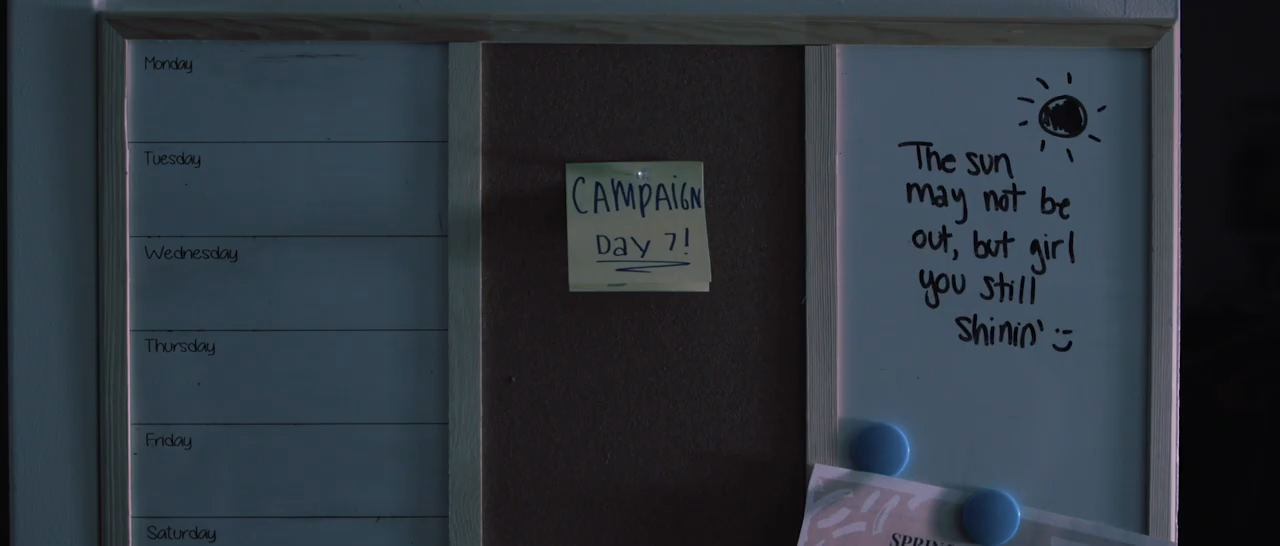 Monday
Tuesday
Wednesday
Thursday
Friday
Saturday
CAMPAIGN
Day 7!
The sun
may not be
out, but girl
you still
shinin' :)